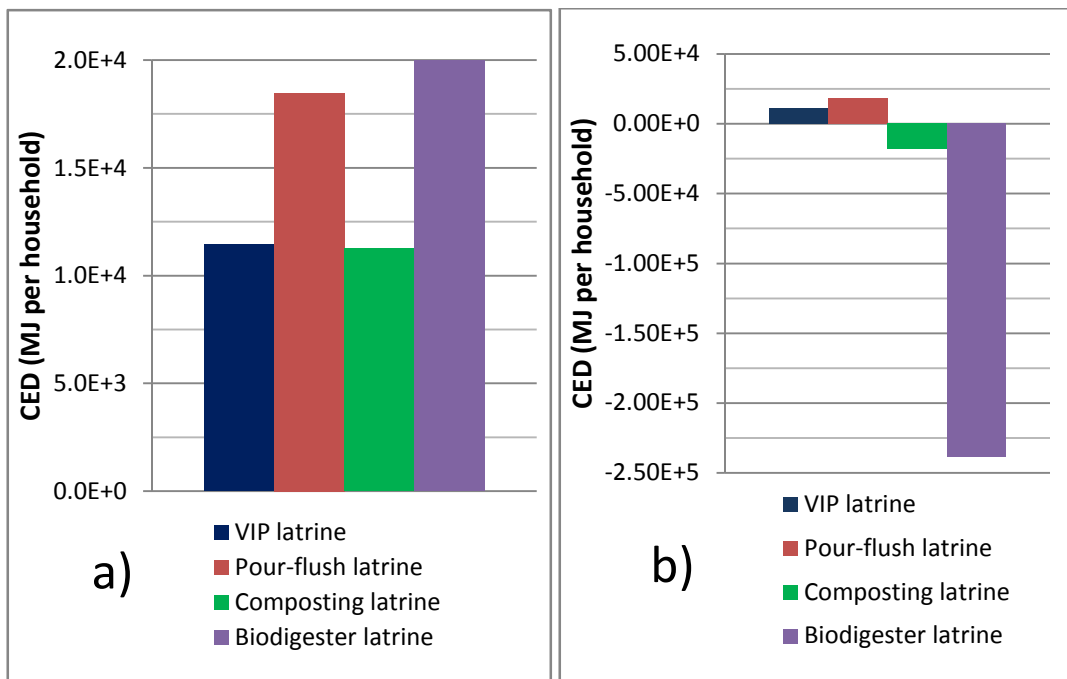 CED (MJ per household)
2.0E+4
1.5E+4
1.0E+4
5.0E+3
0.0E+0
VIP latrine
Pour-flush latrine
Composting latrine
Biodigester latrine
a)
CED (MJ per household)
5.00E+4
0.00E+0
-5.00E+4
-1.00E+5
-1.50E+5
-2.00E+5
-2.50E+5
VIP latrine
Pour-flush latrine
Composting latrine
Biodigester latrine
b)